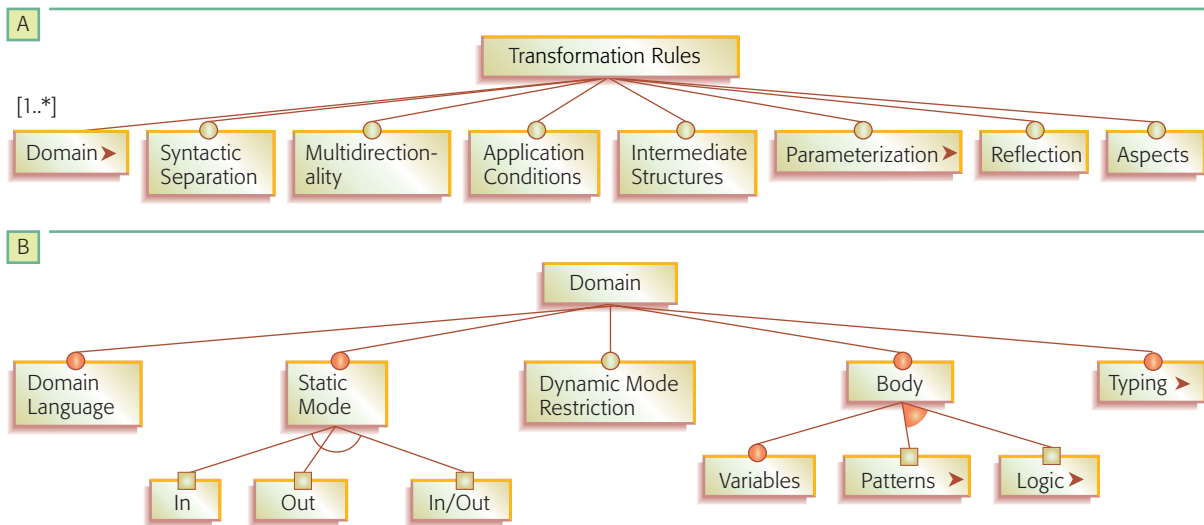 A
Transformation Rules
[1..*]
Domain
Syntactic
Separation
Multidirection-
ality
Application
Conditions
Intermediate
Structures
Parameterization
Reflection
Aspects
B
Domain
Domain
Language
Static
Mode
Dynamic Mode
Restriction
Body
Typing
In
Out
In/Out
Variables
Patterns
Logic